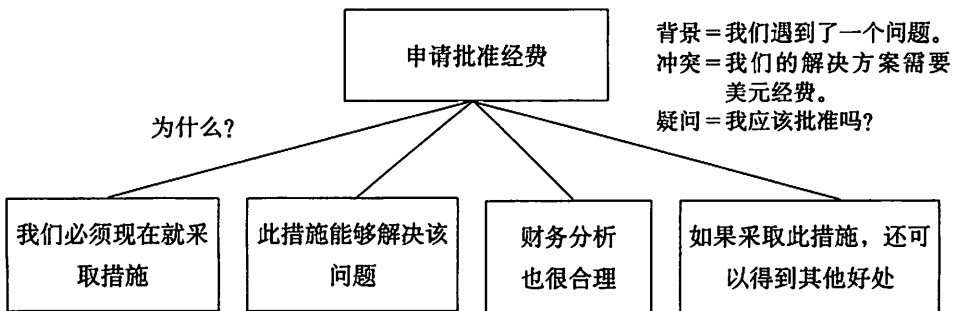 申请批准经费
背景＝我们遇到了一个问题。
冲突＝我们的解决方案需要
美元经费。
疑问＝我应该批准吗？
为什么？
我们必须现在就采
取措施
此措施能够解决该
问题
财务分析
也很合理
如果采取此措施，还可
以得到其他好处